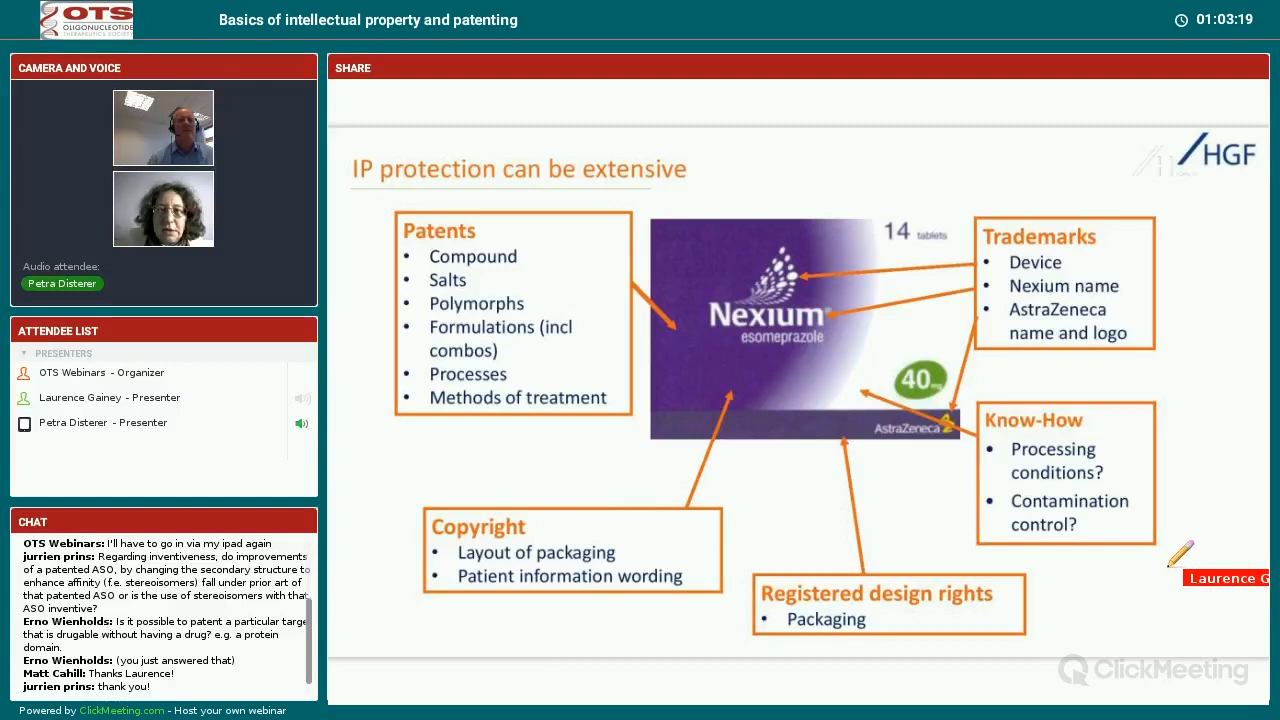 OTS
OLIGONUCLEOTIDE
THERAPEUTICS SOCIETY
Basics of intellectual property and patenting
01:03:19
CAMERA AND VOICE
Audio attendee:
Petra Disterer
ATTENDEE LIST
PRESENTERS
OTS Webinars - Organizer
Laurence Gainey - Presenter
Petra Disterer - Presenter
CHAT
OTS Webinars: I'll have to go in via my ipad again
jurrien prins: Regarding inventiveness, do improvements
of a patented ASO, by changing the secondary structure to
enhance affinity (f.e. stereoisomers) fall under prior art of
that patented ASO or is the use of stereoisomers with that
ASO inventive?
Erno Wienholds: Is it possible to patent a particular targe
that is drugable without having a drug? e.g. a protein
domain.
Erno Wienholds: (you just answered that)
Matt Cahill: Thanks Laurence!
jurrien prins: thank you!
Powered by ClickMeeting.com - Host your own webinar
SHARE
IP protection can be extensive
HGF
Patents
• Compound
• Salts
• Polymorphs
• Formulations (incl
combos)
• Processes
• Methods of treatment
14 tablets
Nexium
esomeprazole
40mg
AstraZeneca
Trademarks
• Device
• Nexium name
• AstraZeneca
name and logo
Know-How
• Processing
conditions?
• Contamination
control?
Copyright
• Layout of packaging
• Patient information wording
Registered design rights
• Packaging
Laurence G
ClickMeeting